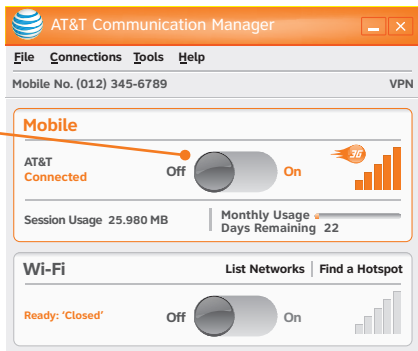 AT&T Communication Manager
File Connections Tools Help
Mobile No. (012) 345-6789 VPN
Mobile
AT&T
Connected
Off On
3G
Session Usage 25.980 MB
Monthly Usage
Days Remaining 22
Wi-Fi List Networks Find a Hotspot
Ready: ‘Closed’ Off On